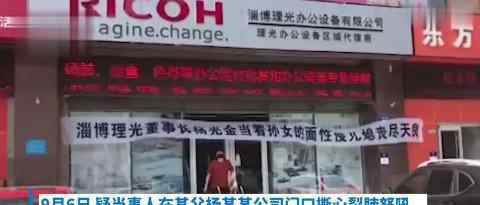 活
RICOH
agine.change.
淄博理光办公设备有限公司
理光办公设备区域代理商
东方
淄博理光董事长杨光金当着孙女的面性侵儿媳丧尽天良
9月6日,疑当事人在其父杨某某公司门口撕心裂肺怒吼